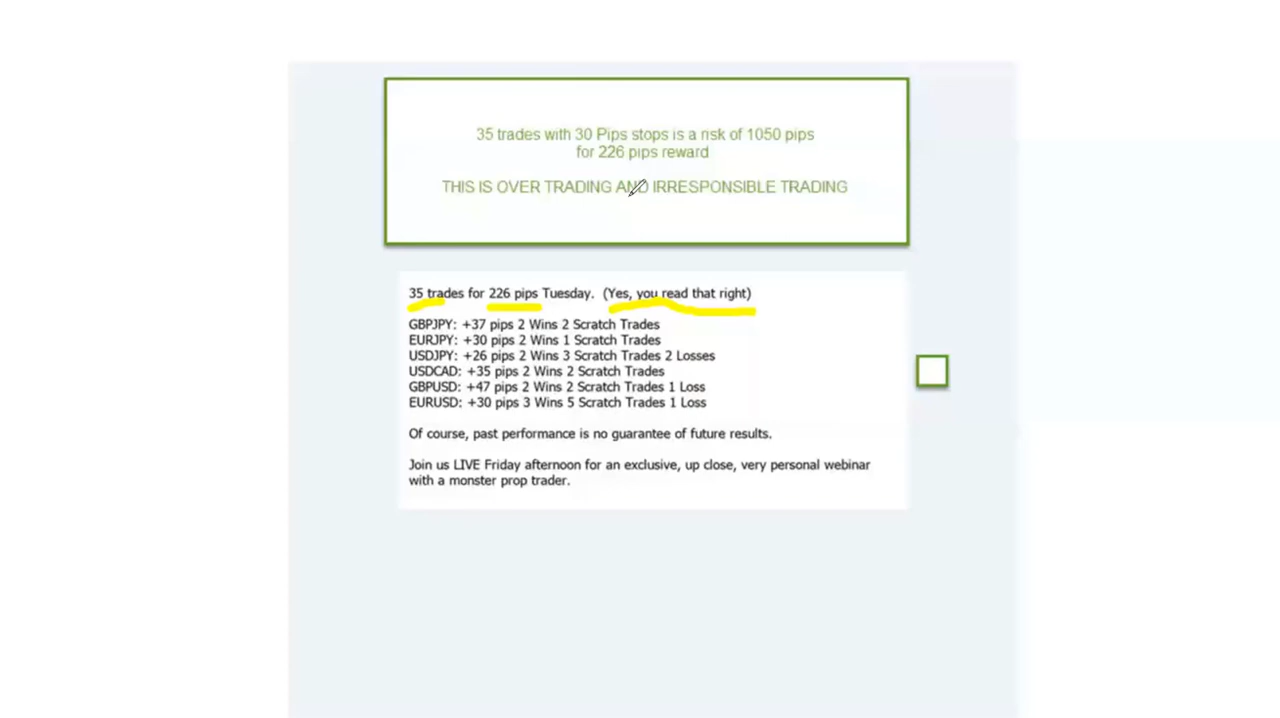 35 trades with 30 Pips stops is a risk of 1050 pips
for 226 pips reward
THIS IS OVER TRADING AND IRRESPONSIBLE TRADING
35 trades for 226 pips Tuesday. (Yes, you read that right)
GBPJPY: +37 pips 2 Wins 2 Scratch Trades
EURJPY: +30 pips 2 Wins 1 Scratch Trades
USDJPY: +26 pips 2 Wins 3 Scratch Trades 2 Losses
USDCAD: +35 pips 2 Wins 2 Scratch Trades
GBPUSD: +47 pips 2 Wins 2 Scratch Trades 1 Loss
EURUSD: +30 pips 3 Wins 5 Scratch Trades 1 Loss
Of course, past performance is no guarantee of future results.
Join us LIVE Friday afternoon for an exclusive, up close, very personal webinar
with a monster prop trader.